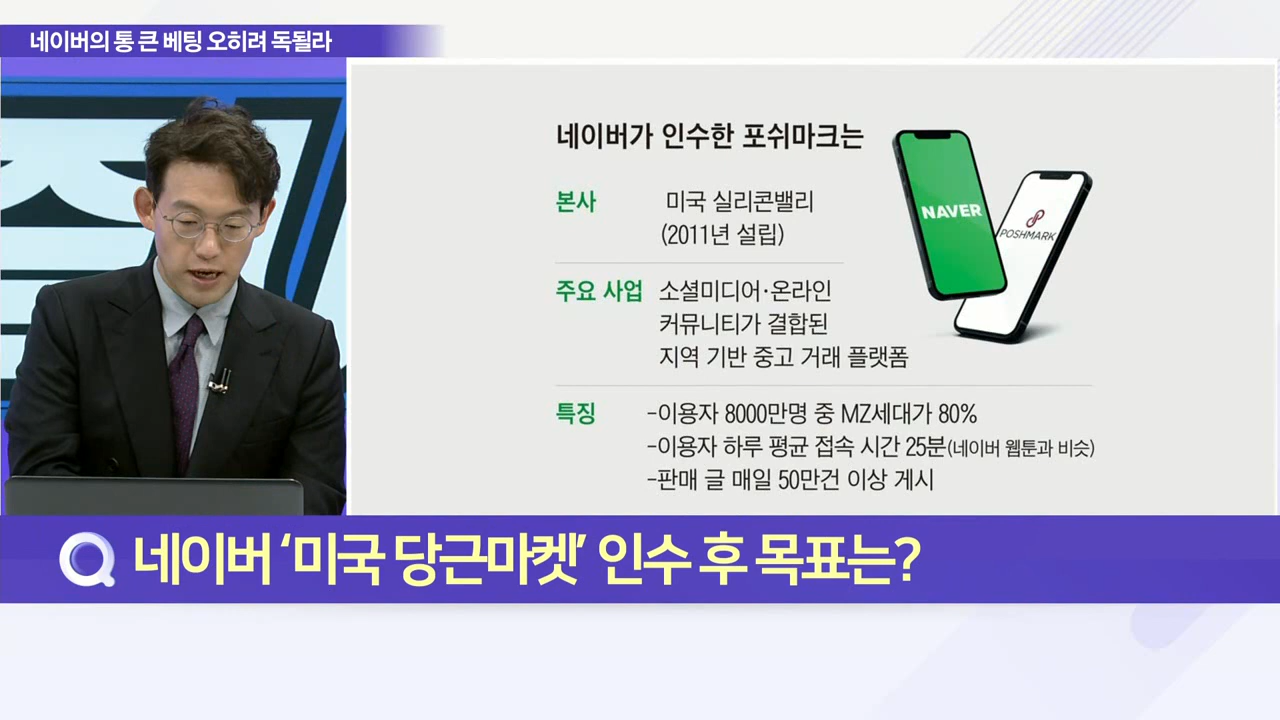 네이버의 통 큰 베팅 오히려 독될라
네이버가 인수한 포쉬마크는
본사 미국 실리콘밸리
(2011년 설립)
주요 사업 소셜미디어·온라인
커뮤니티가 결합된
지역 기반 중고 거래 플랫폼
특징 -이용자 8000만명 중 MZ세대가 80%
-이용자 하루 평균 접속 시간 25분(네이버 웹툰과 비슷)
-판매 글 매일 50만건 이상 게시
NAVER
POSHMARK
네이버 ‘미국 당근마켓’ 인수 후 목표는?